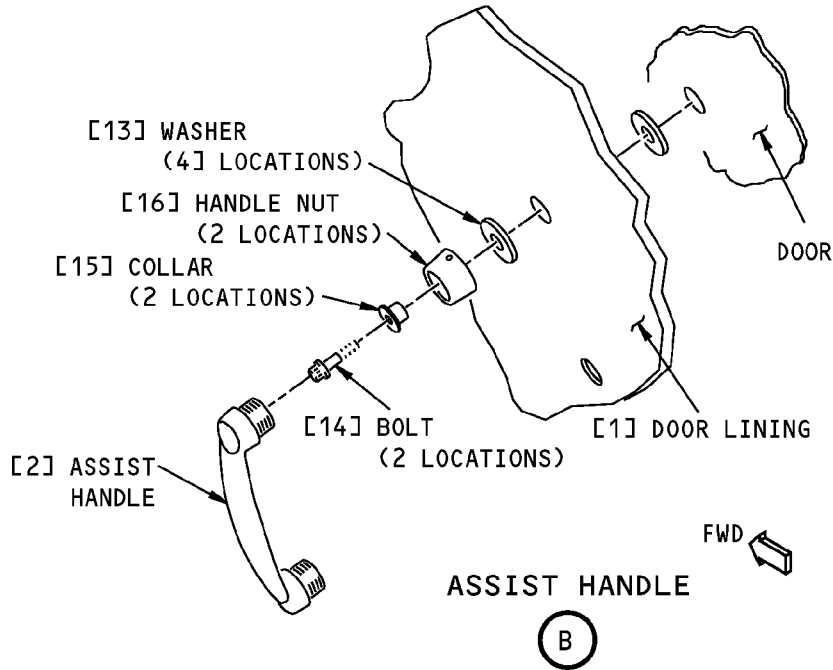 [13] WASHER
(4] LOCATIONS)
[16] HANDLE NUT
(2 LOCATIONS)
[15] COLLAR
(2 LOCATIONS)
DOOR
[14] BOLT
(2 LOCATIONS)
[1] DOOR LINING
[2] ASSIST
HANDLE
FWD
ASSIST HANDLE
B